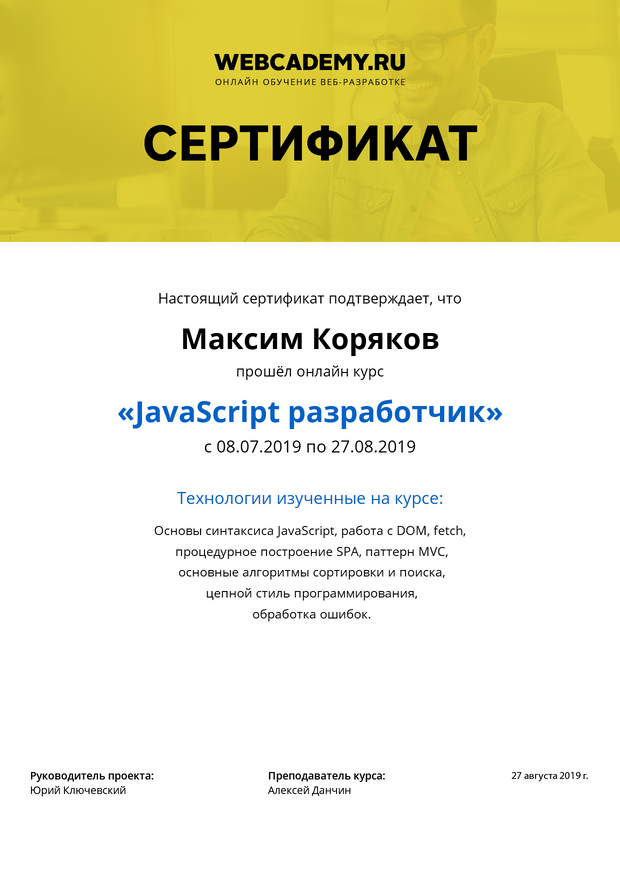 WEBCADEMY.RU
ОНЛАЙН ОБУЧЕНИЕ ВЕБ-РАЗРАБОТКЕ
СЕРТИФИКАТ
Настоящий сертификат подтверждает, что
Максим Коряков
прошёл онлайн курс
«JavaScript разработчик»
с 08.07.2019 по 27.08.2019
Технологии изученные на курсе:
Основы синтаксиса JavaScript, работа с DOM, fetch,
процедурное построение SPA, паттерн MVC,
основные алгоритмы сортировки и поиска,
цепной стиль программирования,
обработка ошибок.
Руководитель проекта:
Юрий Ключевский
Преподаватель курса:
Алексей Данчин
27 августа 2019 г.